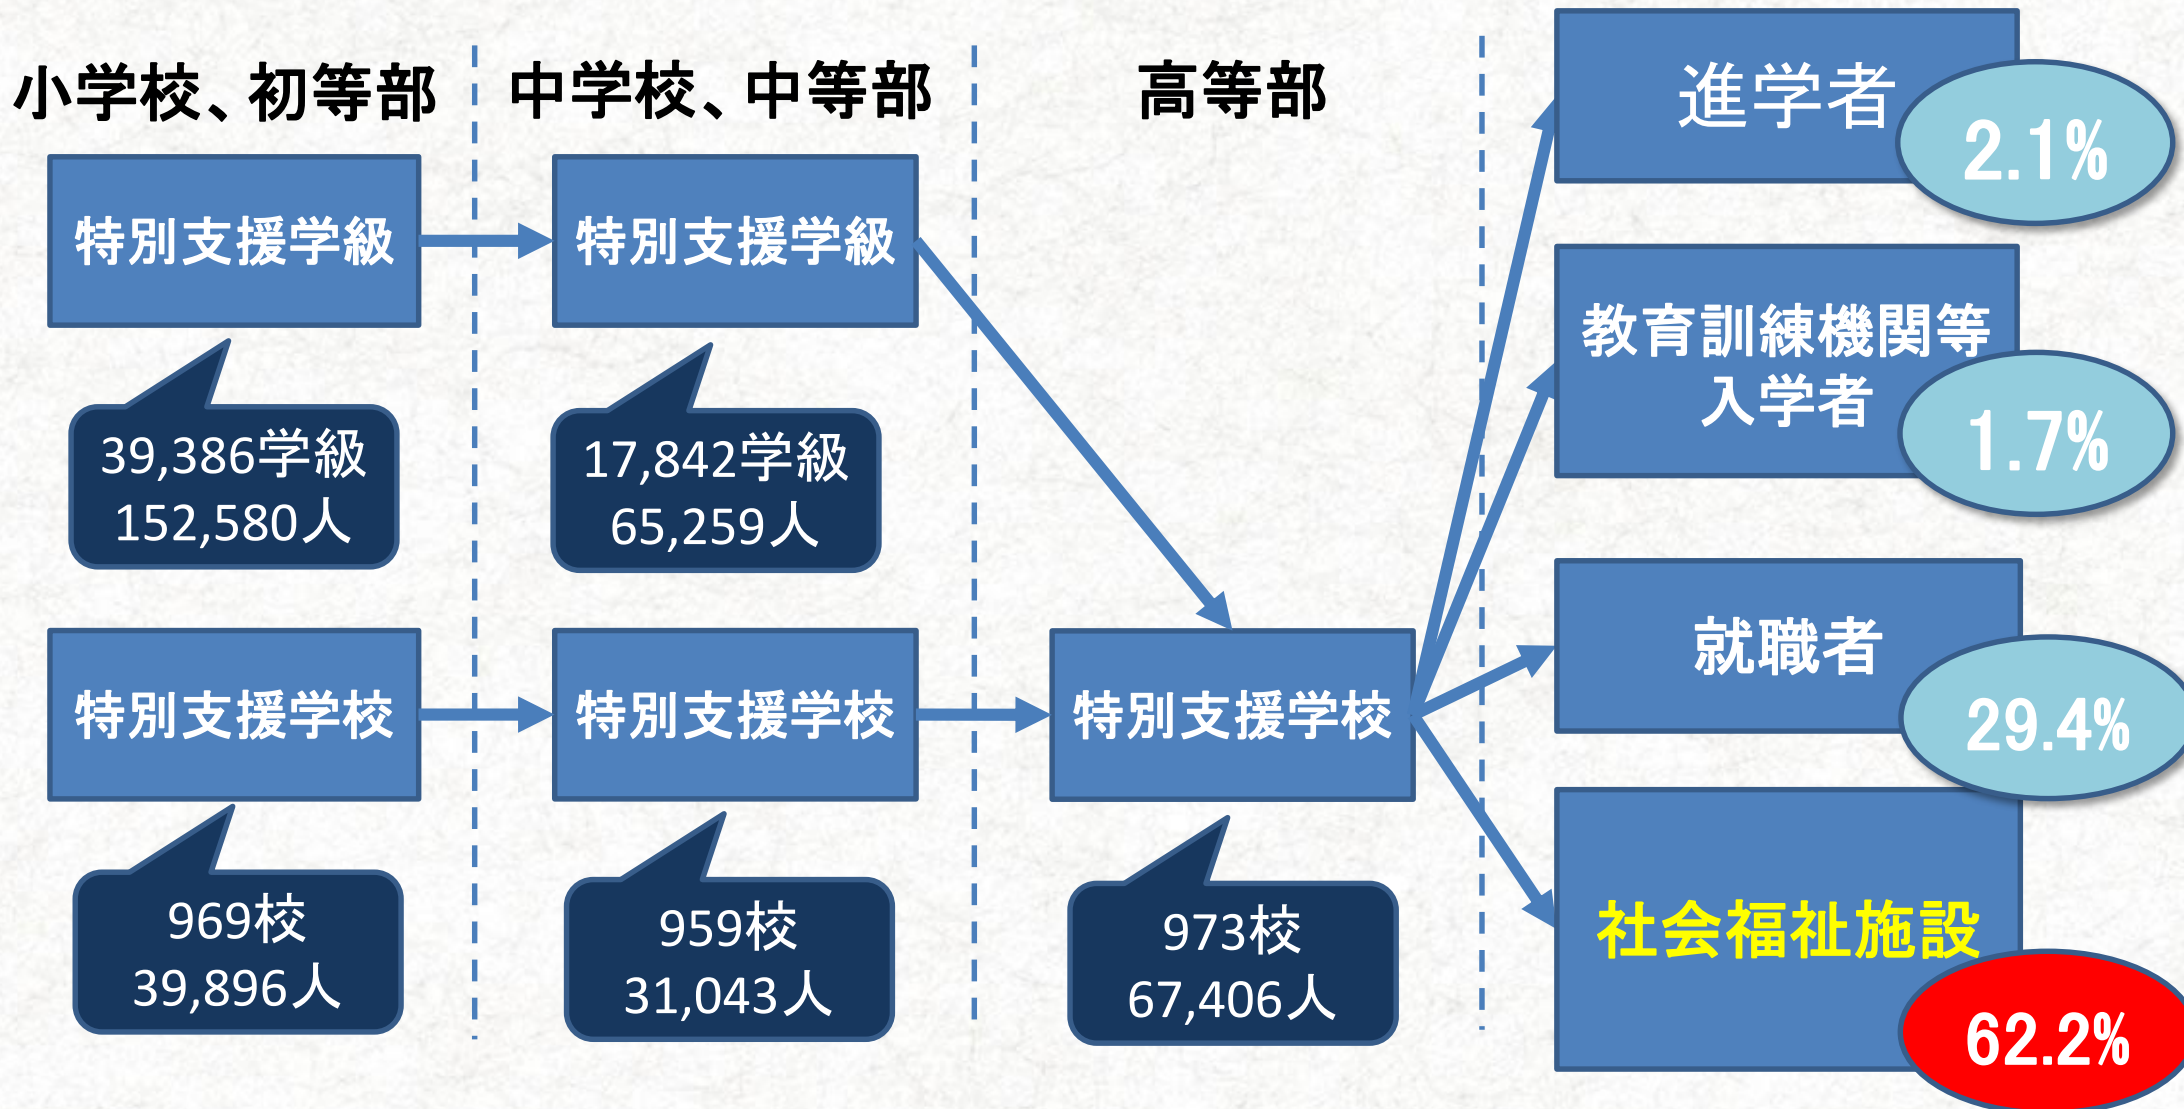 小学校、初等部
中学校、中等部
高等部
特別支援学級
39,386学級
152,580人
特別支援学級
17,842学級
65,259人
特別支援学校
969校
39,896人
特別支援学校
959校
31,043人
特別支援学校
973校
67,406人
進学者
2.1%
教育訓練機関等
入学者
1.7%
就職者
29.4%
社会福祉施設
62.2%